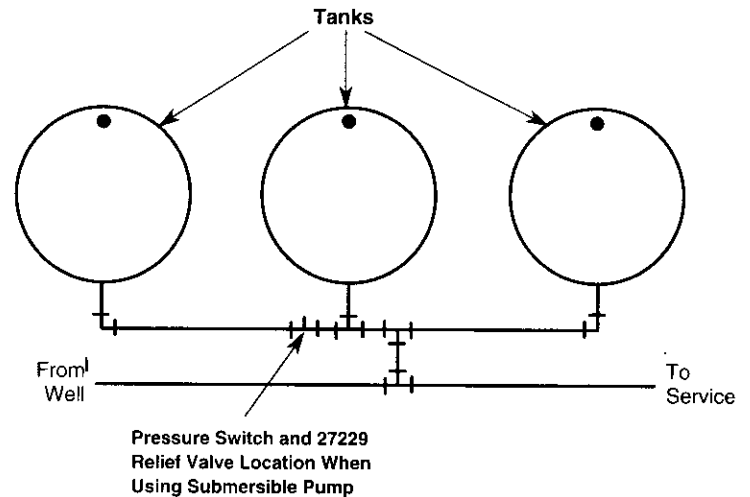 Tanks
From
Well
To
Service
Pressure Switch and 27229
Relief Valve Location When
Using Submersible Pump